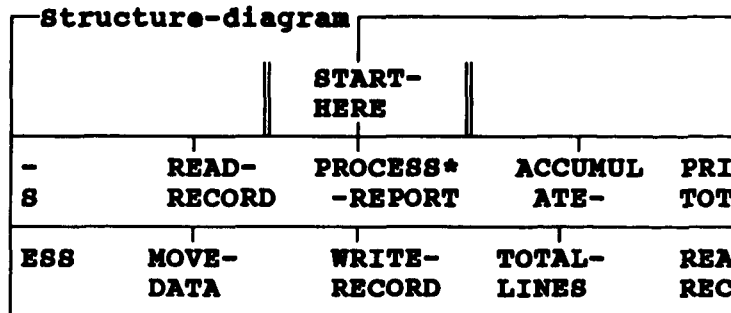 Structure-diagram
START-
HERE
- READ- PROCESS* ACCUMUL PRI
S RECORD -REPORT ATE- TOT
ESS MOVE- WRITE- TOTAL- REA
DATA RECORD LINES REC